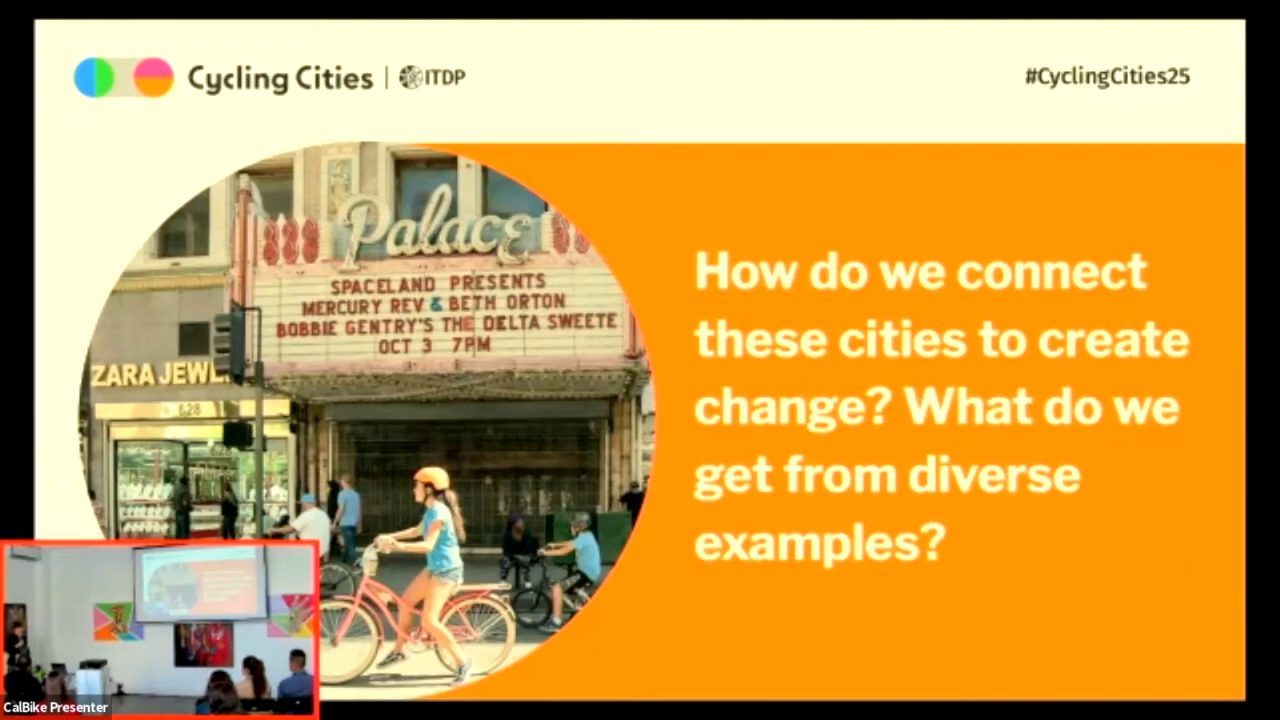 Cycling Cities | ITDP
#CyclingCities25
Palace
SPACELAND PRESENTS
MERCURY REV & BETH ORTON
BOBBIE GENTRY'S THE DELTA SWEETE
OCT 3 7PM
ZARA JEWEL
628
How do we connect
these cities to create
change? What do we
get from diverse
examples?
CalBike Presenter